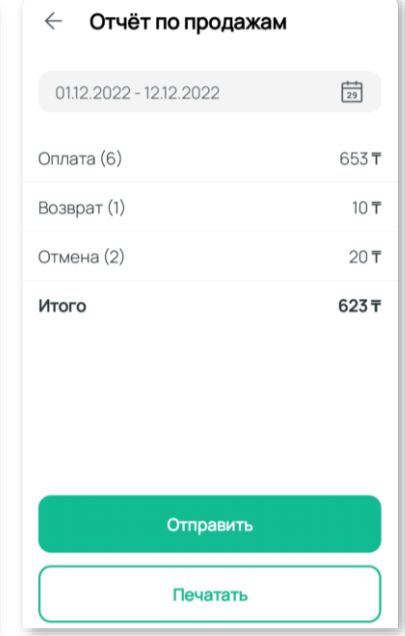 Отчёт по продажам
01.12.2022 - 12.12.2022
29
Оплата (6) 653 ₸
Возврат (1) 10 ₸
Отмена (2) 20 ₸
Итого 623 ₸
Отправить
Печатать